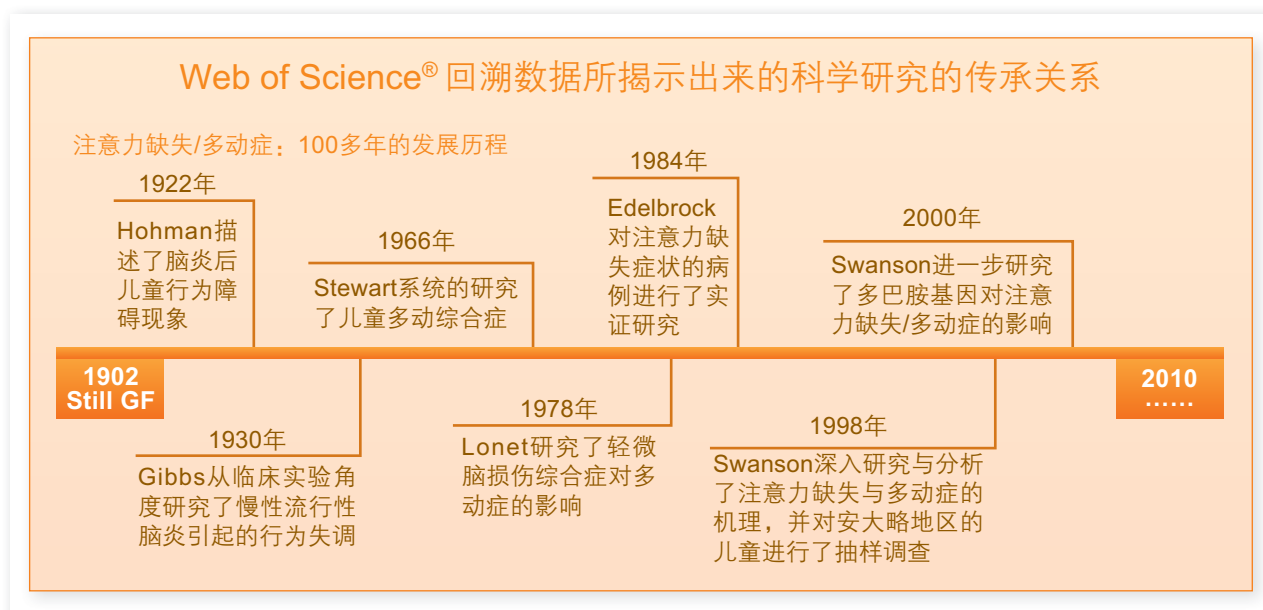 Web of Science® 回溯数据所揭示出来的科学研究的传承关系
注意力缺失/多动症：100多年的发展历程
1922年
Hohman描
述了脑炎后
儿童行为障
碍现象
1966年
Stewart系统的研究
了儿童多动综合症
1984年
Edelbrock
对注意力缺
失症状的病
例进行了实
证研究
2000年
Swanson进一步研究
了多巴胺基因对注意
力缺失/多动症的影响
1902
Still GF
2010
……
1930年
Gibbs从临床实验角
度研究了慢性流行性
脑炎引起的行为失调
1978年
Lonet研究了轻微
脑损伤综合症对多
动症的影响
1998年
Swanson深入研究与分析
了注意力缺失与多动症的
机理，并对安大略地区的
儿童进行了抽样调查